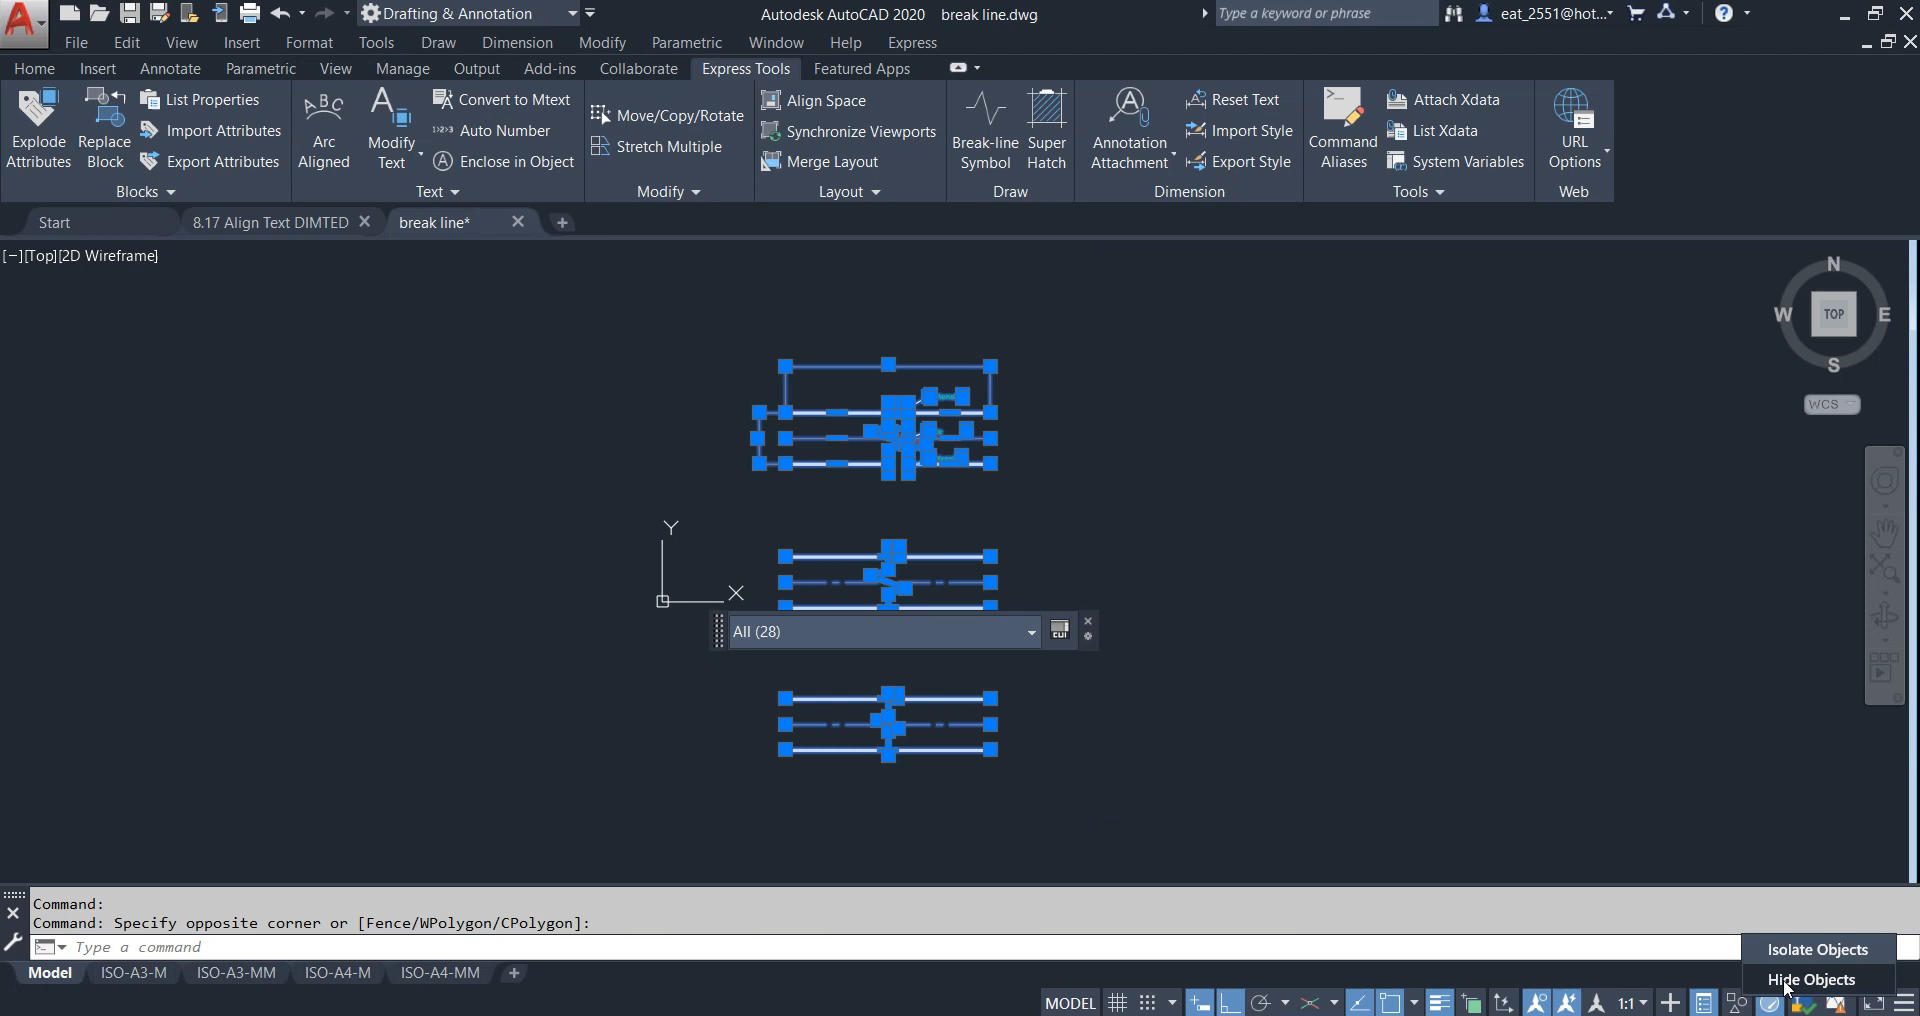 Drafting & Annotation
Autodesk AutoCAD 2020 break line.dwg
Type a keyword or phrase
eat_2551@hot...
File Edit View Insert Format Tools Draw Dimension Modify Parametric Window Help Express
Home Insert Annotate Parametric View Manage Output Add-ins Collaborate Express Tools Featured Apps
Explode Attributes
Replace Block
List Properties
Import Attributes
Export Attributes
Blocks
Arc Aligned
Modify Text
Convert to Mtext
Auto Number
Enclose in Object
Text
Move/Copy/Rotate
Stretch Multiple
Modify
Align Space
Synchronize Viewports
Merge Layout
Layout
Break-line Symbol
Super Hatch
Draw
Annotation Attachment
Reset Text
Import Style
Export Style
Dimension
Command Aliases
Attach Xdata
List Xdata
System Variables
Tools
URL Options
Web
Start
8.17 Align Text DIMTED
break line*
[−][Top][2D Wireframe]
N
W TOP E
S
WCS
Y
X
All (28)
CUI
Command:
Command: Specify opposite corner or [Fence/WPolygon/CPolygon]:
Type a command
Isolate Objects
Hide Objects
Model ISO-A3-M ISO-A3-MM ISO-A4-M ISO-A4-MM
MODEL
1:1